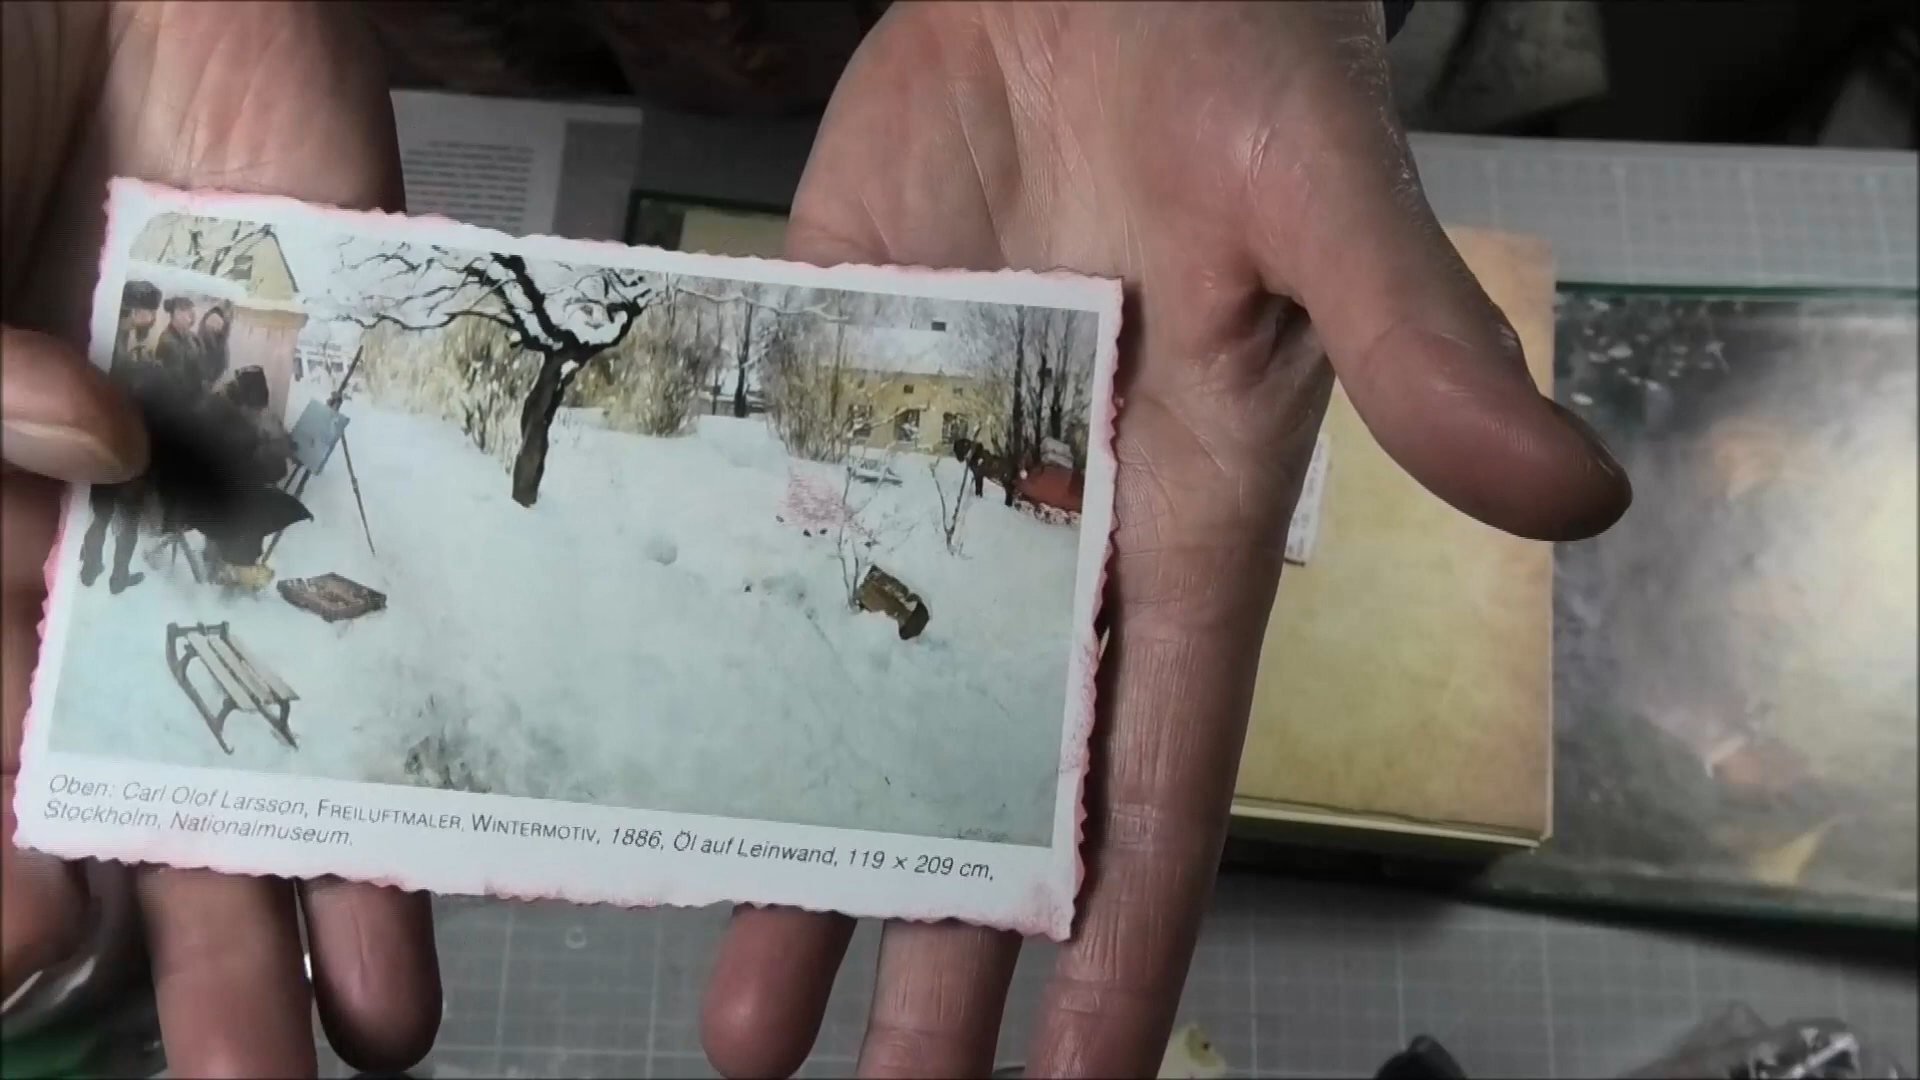 Oben: Carl Olof Larsson, FREILUFTMALER, WINTERMOTIV, 1886, Öl auf Leinwand, 119 × 209 cm,
Stockholm, Nationalmuseum.